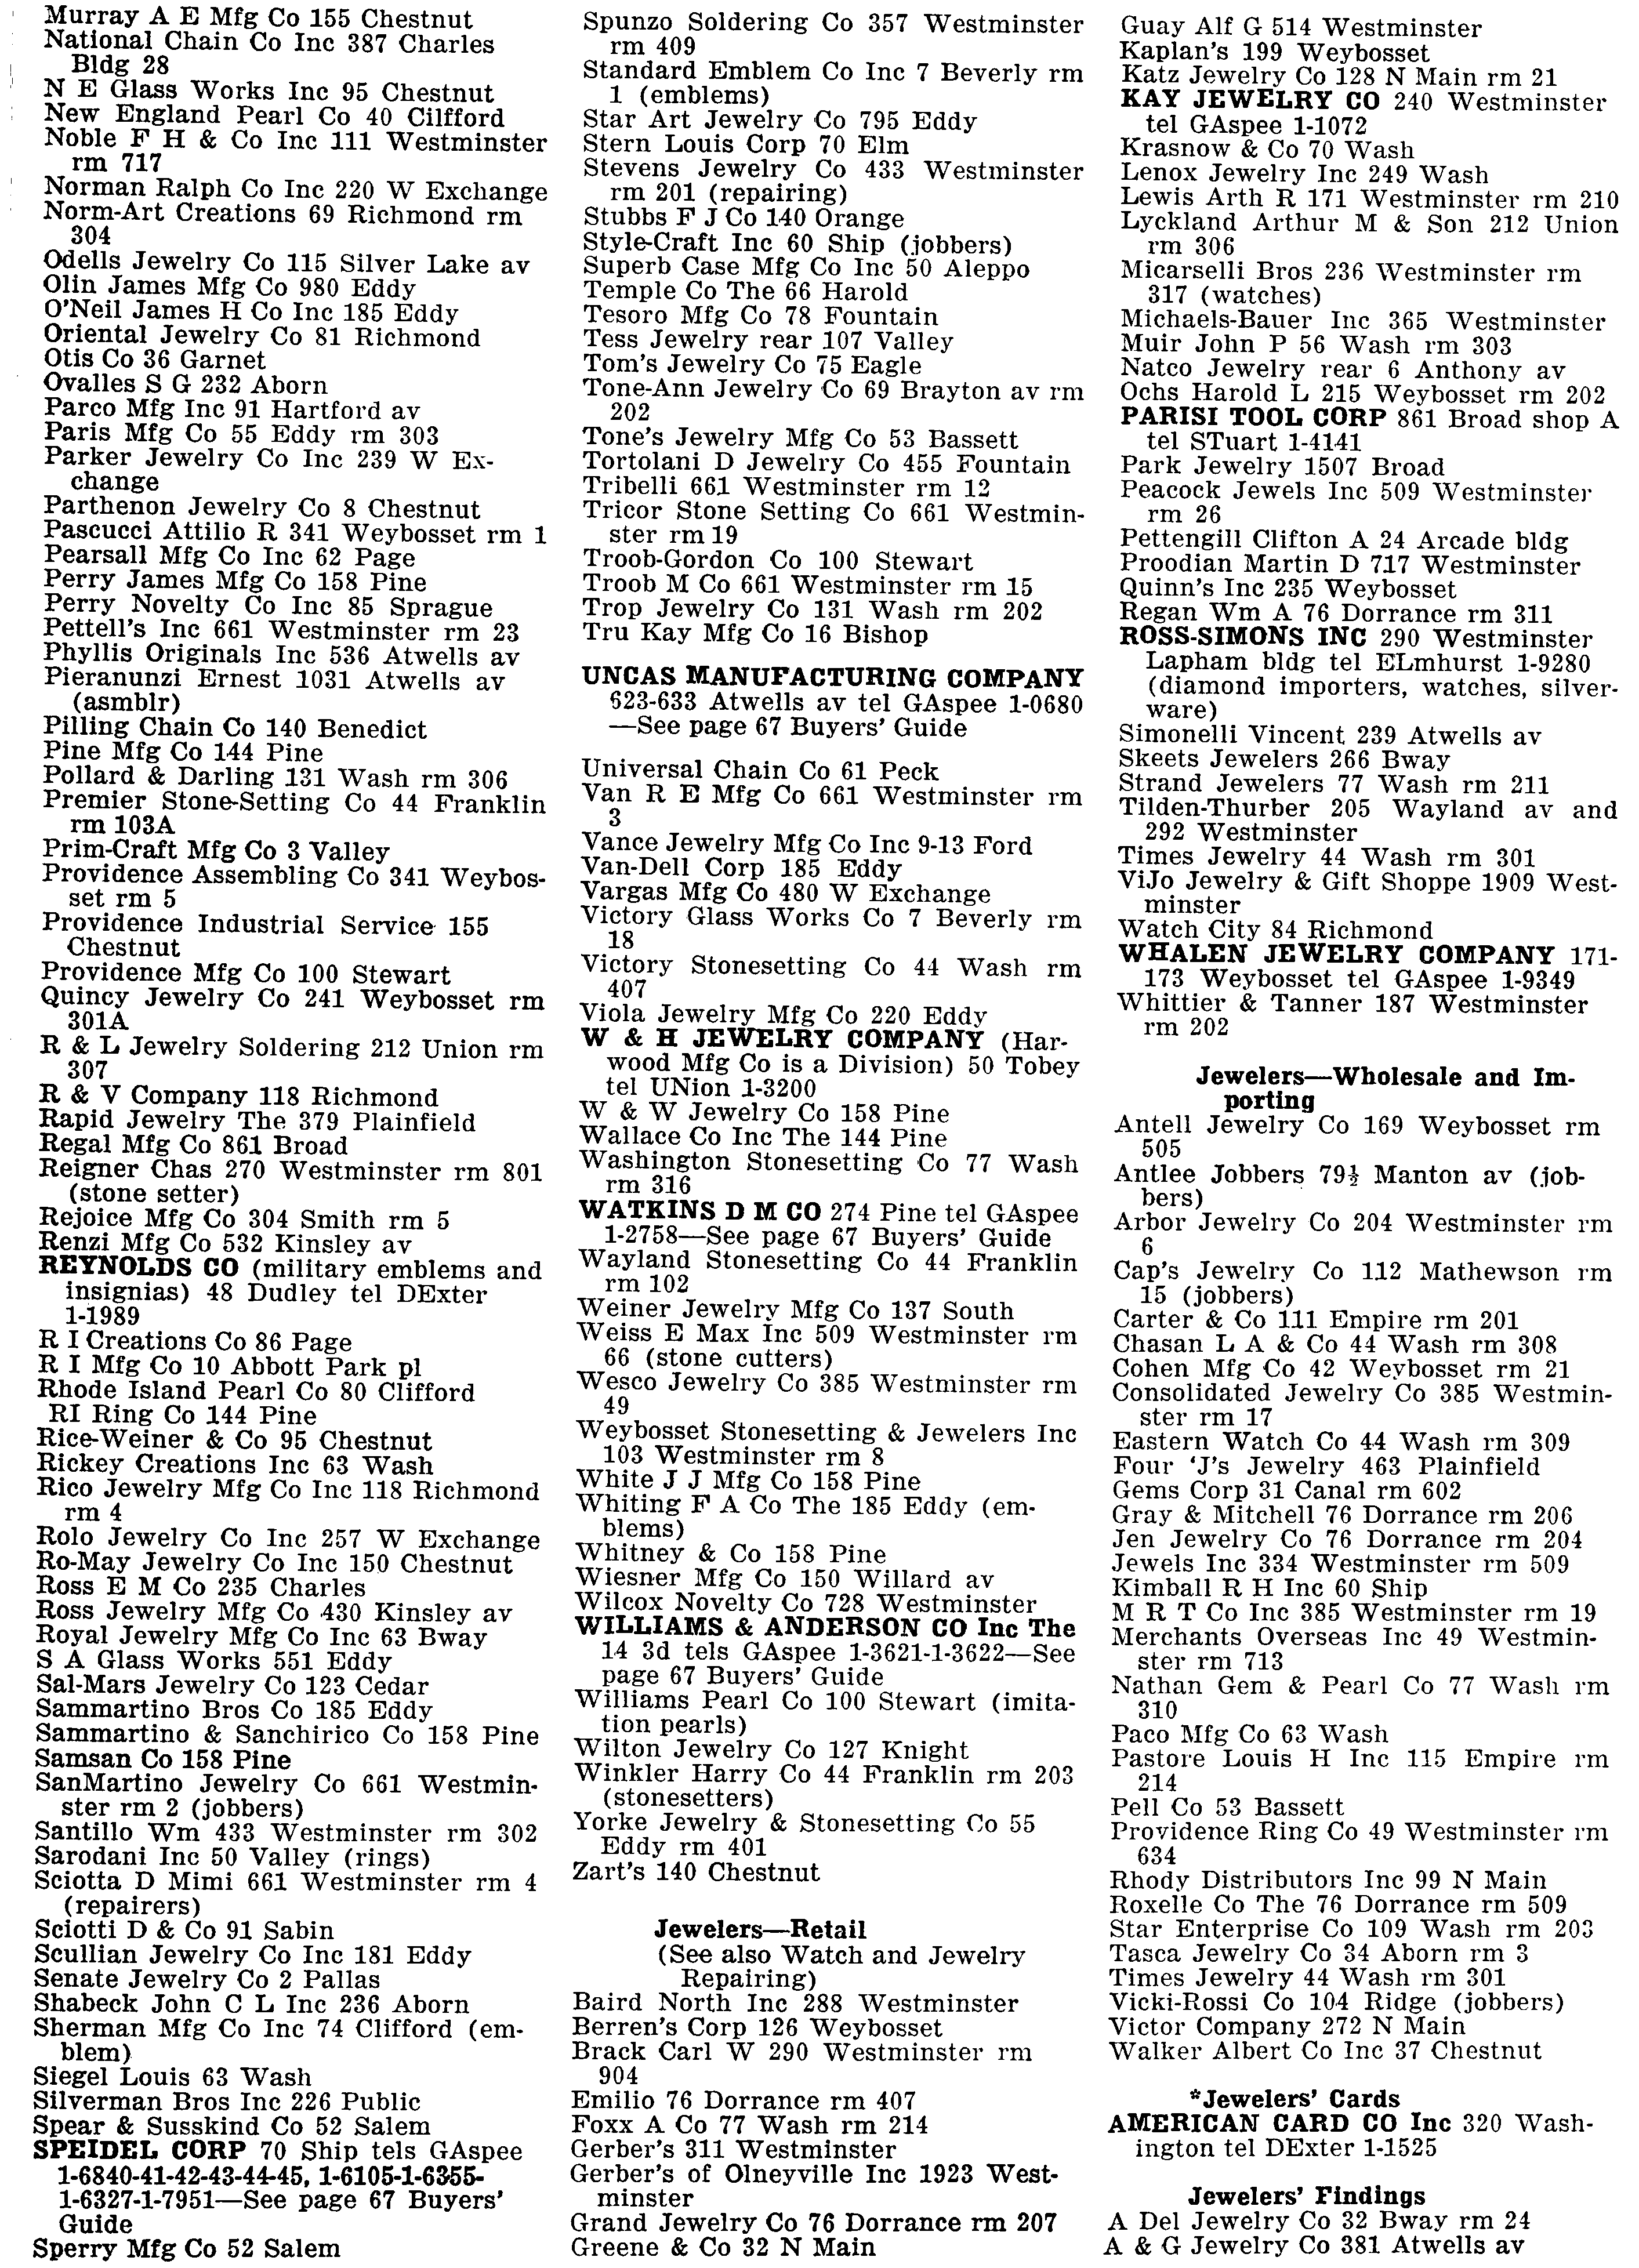 Murray A E Mfg Co 155 Chestnut
National Chain Co Inc 387 Charles
Bldg 28
N E Glass Works Inc 95 Chestnut
New England Pearl Co 40 Cilfford
Noble F H & Co Inc 111 Westminster
rm 717
Norman Ralph Co Inc 220 W Exchange
Norm-Art Creations 69 Richmond rm
304
Odells Jewelry Co 115 Silver Lake av
Olin James Mfg Co 980 Eddy
O'Neil James H Co Inc 185 Eddy
Oriental Jewelry Co 81 Richmond
Otis Co 36 Garnet
Ovalles S G 232 Aborn
Parco Mfg Inc 91 Hartford av
Paris Mfg Co 55 Eddy rm 303
Parker Jewelry Co Inc 239 W Ex-
change
Parthenon Jewelry Co 8 Chestnut
Pascucci Attilio R 341 Weybosset rm 1
Pearsall Mfg Co Inc 62 Page
Perry James Mfg Co 158 Pine
Perry Novelty Co Inc 85 Sprague
Pettell's Inc 661 Westminster rm 23
Phyllis Originals Inc 536 Atwells av
Pieranunzi Ernest 1031 Atwells av
(asmblr)
Pilling Chain Co 140 Benedict
Pine Mfg Co 144 Pine
Pollard & Darling 131 Wash rm 306
Premier Stone-Setting Co 44 Franklin
rm 103A
Prim-Craft Mfg Co 3 Valley
Providence Assembling Co 341 Weybos-
set rm 5
Providence Industrial Service 155
Chestnut
Providence Mfg Co 100 Stewart
Quincy Jewelry Co 241 Weybosset rm
301A
R & L Jewelry Soldering 212 Union rm
307
R & V Company 118 Richmond
Rapid Jewelry The 379 Plainfield
Regal Mfg Co 861 Broad
Reigner Chas 270 Westminster rm 801
(stone setter)
Rejoice Mfg Co 304 Smith rm 5
Renzi Mfg Co 532 Kinsley av
REYNOLDS CO (military emblems and
insignias) 48 Dudley tel DExter
1-1989
R I Creations Co 86 Page
R I Mfg Co 10 Abbott Park pl
Rhode Island Pearl Co 80 Clifford
RI Ring Co 144 Pine
Rice-Weiner & Co 95 Chestnut
Rickey Creations Inc 63 Wash
Rico Jewelry Mfg Co Inc 118 Richmond
rm 4
Rolo Jewelry Co Inc 257 W Exchange
Ro-May Jewelry Co Inc 150 Chestnut
Ross E M Co 235 Charles
Ross Jewelry Mfg Co 430 Kinsley av
Royal Jewelry Mfg Co Inc 63 Bway
S A Glass Works 551 Eddy
Sal-Mars Jewelry Co 123 Cedar
Sammartino Bros Co 185 Eddy
Sammartino & Sanchirico Co 158 Pine
Samsan Co 158 Pine
SanMartino Jewelry Co 661 Westmin-
ster rm 2 (jobbers)
Santillo Wm 433 Westminster rm 302
Sarodani Inc 50 Valley (rings)
Sciotta D Mimi 661 Westminster rm 4
(repairers)
Sciotti D & Co 91 Sabin
Scullian Jewelry Co Inc 181 Eddy
Senate Jewelry Co 2 Pallas
Shabeck John C L Inc 236 Aborn
Sherman Mfg Co Inc 74 Clifford (em-
blem)
Siegel Louis 63 Wash
Silverman Bros Inc 226 Public
Spear & Susskind Co 52 Salem
SPEIDEL CORP 70 Ship tels GAspee
1-6840-41-42-43-44-45, 1-6105-1-6355-
1-6327-1-7951—See page 67 Buyers'
Guide
Sperry Mfg Co 52 Salem
Spunzo Soldering Co 357 Westminster
rm 409
Standard Emblem Co Inc 7 Beverly rm
1 (emblems)
Star Art Jewelry Co 795 Eddy
Stern Louis Corp 70 Elm
Stevens Jewelry Co 433 Westminster
rm 201 (repairing)
Stubbs F J Co 140 Orange
Style-Craft Inc 60 Ship (jobbers)
Superb Case Mfg Co Inc 50 Aleppo
Temple Co The 66 Harold
Tesoro Mfg Co 78 Fountain
Tess Jewelry rear 107 Valley
Tom's Jewelry Co 75 Eagle
Tone-Ann Jewelry Co 69 Brayton av rm
202
Tone's Jewelry Mfg Co 53 Bassett
Tortolani D Jewelry Co 455 Fountain
Tribelli 661 Westminster rm 12
Tricor Stone Setting Co 661 Westmin-
ster rm 19
Troob-Gordon Co 100 Stewart
Troob M Co 661 Westminster rm 15
Trop Jewelry Co 131 Wash rm 202
Tru Kay Mfg Co 16 Bishop
UNCAS MANUFACTURING COMPANY
623-633 Atwells av tel GAspee 1-0680
—See page 67 Buyers' Guide
Universal Chain Co 61 Peck
Van R E Mfg Co 661 Westminster rm
3
Vance Jewelry Mfg Co Inc 9-13 Ford
Van-Dell Corp 185 Eddy
Vargas Mfg Co 480 W Exchange
Victory Glass Works Co 7 Beverly rm
18
Victory Stonesetting Co 44 Wash rm
407
Viola Jewelry Mfg Co 220 Eddy
W & H JEWELRY COMPANY (Har-
wood Mfg Co is a Division) 50 Tobey
tel UNion 1-3200
W & W Jewelry Co 158 Pine
Wallace Co Inc The 144 Pine
Washington Stonesetting Co 77 Wash
rm 316
WATKINS D M CO 274 Pine tel GAspee
1-2758—See page 67 Buyers' Guide
Wayland Stonesetting Co 44 Franklin
rm 102
Weiner Jewelry Mfg Co 137 South
Weiss E Max Inc 509 Westminster rm
66 (stone cutters)
Wesco Jewelry Co 385 Westminster rm
49
Weybosset Stonesetting & Jewelers Inc
103 Westminster rm 8
White J J Mfg Co 158 Pine
Whiting F A Co The 185 Eddy (em-
blems)
Whitney & Co 158 Pine
Wiesner Mfg Co 150 Willard av
Wilcox Novelty Co 728 Westminster
WILLIAMS & ANDERSON CO Inc The
14 3d tels GAspee 1-3621-1-3622—See
page 67 Buyers' Guide
Williams Pearl Co 100 Stewart (imita-
tion pearls)
Wilton Jewelry Co 127 Knight
Winkler Harry Co 44 Franklin rm 203
(stonesetters)
Yorke Jewelry & Stonesetting Co 55
Eddy rm 401
Zart's 140 Chestnut
Jewelers—Retail
(See also Watch and Jewelry
Repairing)
Baird North Inc 288 Westminster
Berren's Corp 126 Weybosset
Brack Carl W 290 Westminster rm
904
Emilio 76 Dorrance rm 407
Foxx A Co 77 Wash rm 214
Gerber's 311 Westminster
Gerber's of Olneyville Inc 1923 West-
minster
Grand Jewelry Co 76 Dorrance rm 207
Greene & Co 32 N Main
Guay Alf G 514 Westminster
Kaplan's 199 Weybosset
Katz Jewelry Co 128 N Main rm 21
KAY JEWELRY CO 240 Westminster
tel GAspee 1-1072
Krasnow & Co 70 Wash
Lenox Jewelry Inc 249 Wash
Lewis Arth R 171 Westminster rm 210
Lyckland Arthur M & Son 212 Union
rm 306
Micarselli Bros 236 Westminster rm
317 (watches)
Michaels-Bauer Inc 365 Westminster
Muir John P 56 Wash rm 303
Natco Jewelry rear 6 Anthony av
Ochs Harold L 215 Weybosset rm 202
PARISI TOOL CORP 861 Broad shop A
tel STuart 1-4141
Park Jewelry 1507 Broad
Peacock Jewels Inc 509 Westminster
rm 26
Pettengill Clifton A 24 Arcade bldg
Proodian Martin D 717 Westminster
Quinn's Inc 235 Weybosset
Regan Wm A 76 Dorrance rm 311
ROSS-SIMONS INC 290 Westminster
Lapham bldg tel ELmhurst 1-9280
(diamond importers, watches, silver-
ware)
Simonelli Vincent 239 Atwells av
Skeets Jewelers 266 Bway
Strand Jewelers 77 Wash rm 211
Tilden-Thurber 205 Wayland av and
292 Westminster
Times Jewelry 44 Wash rm 301
ViJo Jewelry & Gift Shoppe 1909 West-
minster
Watch City 84 Richmond
WHALEN JEWELRY COMPANY 171-
173 Weybosset tel GAspee 1-9349
Whittier & Tanner 187 Westminster
rm 202
Jewelers—Wholesale and Im-
porting
Antell Jewelry Co 169 Weybosset rm
505
Antlee Jobbers 79½ Manton av (job-
bers)
Arbor Jewelry Co 204 Westminster rm
6
Cap's Jewelry Co 112 Mathewson rm
15 (jobbers)
Carter & Co 111 Empire rm 201
Chasan L A & Co 44 Wash rm 308
Cohen Mfg Co 42 Weybosset rm 21
Consolidated Jewelry Co 385 Westmin-
ster rm 17
Eastern Watch Co 44 Wash rm 309
Four 'J's Jewelry 463 Plainfield
Gems Corp 31 Canal rm 602
Gray & Mitchell 76 Dorrance rm 206
Jen Jewelry Co 76 Dorrance rm 204
Jewels Inc 334 Westminster rm 509
Kimball R H Inc 60 Ship
M R T Co Inc 385 Westminster rm 19
Merchants Overseas Inc 49 Westmin-
ster rm 713
Nathan Gem & Pearl Co 77 Wash rm
310
Paco Mfg Co 63 Wash
Pastore Louis H Inc 115 Empire rm
214
Pell Co 53 Bassett
Providence Ring Co 49 Westminster rm
634
Rhody Distributors Inc 99 N Main
Roxelle Co The 76 Dorrance rm 509
Star Enterprise Co 109 Wash rm 203
Tasca Jewelry Co 34 Aborn rm 3
Times Jewelry 44 Wash rm 301
Vicki-Rossi Co 104 Ridge (jobbers)
Victor Company 272 N Main
Walker Albert Co Inc 37 Chestnut
*Jewelers' Cards
AMERICAN CARD CO Inc 320 Wash-
ington tel DExter 1-1525
Jewelers' Findings
A Del Jewelry Co 32 Bway rm 24
A & G Jewelry Co 381 Atwells av